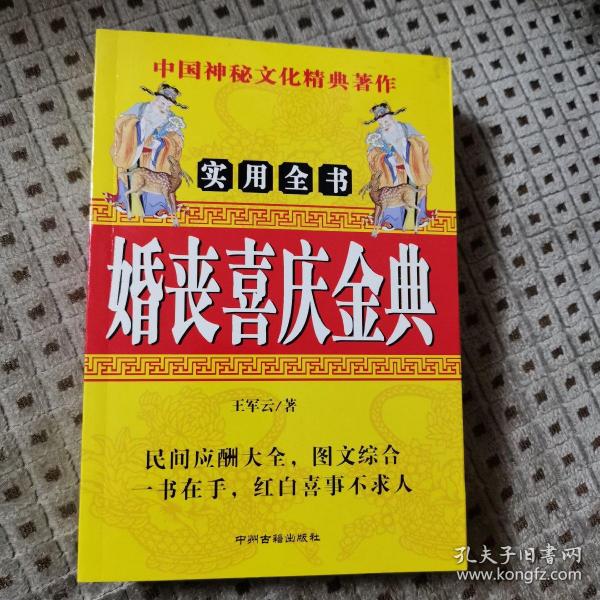 中国神秘文化精典著作
实用全书
婚丧喜庆金典
王军云/著
民间应酬大全，图文综合
一书在手，红白喜事不求人
中州古籍出版社
孔夫子旧书网
www.kongfz.com